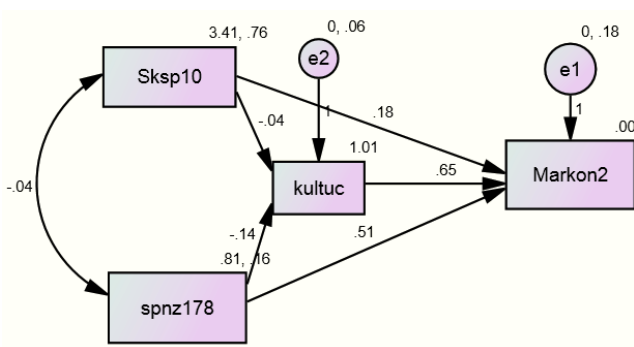 3.41, .76
0, .06
0, .18
Sksp10
e2
e1
1
1
.18
-.04
.00
1.01
Markon2
kultuc
.65
-.04
-.14
.51
.81, .16
spnz178